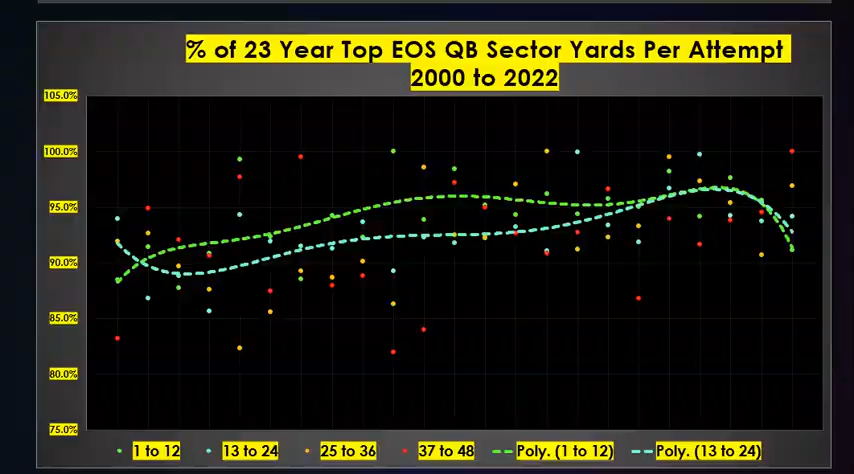 % of 23 Year Top EOS QB Sector Yards Per Attempt
2000 to 2022
105.0%
100.0%
95.0%
90.0%
85.0%
80.0%
75.0%
1 to 12 13 to 24 25 to 36 37 to 48 Poly. (1 to 12) Poly. (13 to 24)